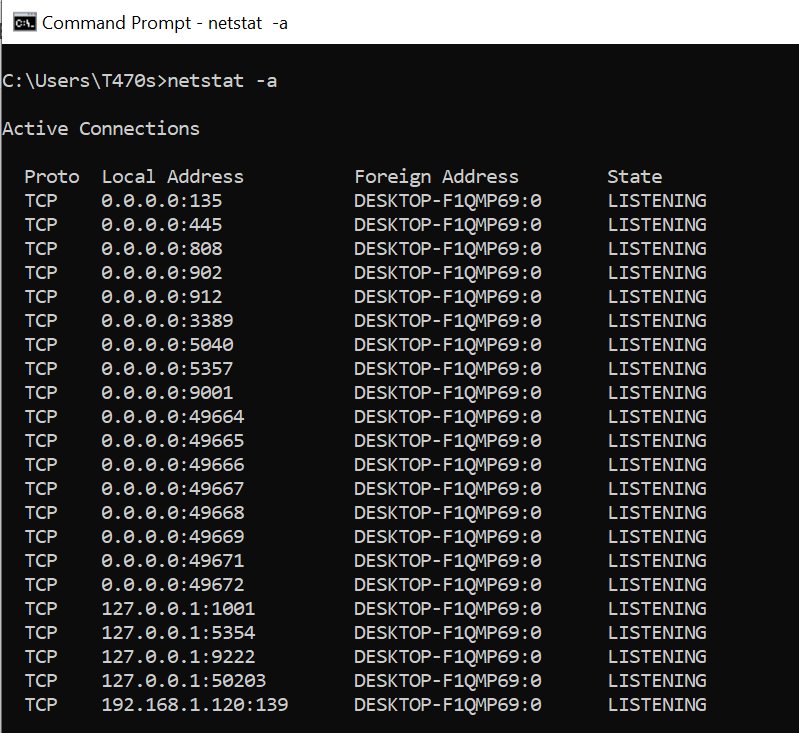 Command Prompt - netstat  -a
C:\Users\T470s>netstat -a
Active Connections
Proto  Local Address          Foreign Address        State
TCP    0.0.0.0:135            DESKTOP-F1QMP69:0      LISTENING
TCP    0.0.0.0:445            DESKTOP-F1QMP69:0      LISTENING
TCP    0.0.0.0:808            DESKTOP-F1QMP69:0      LISTENING
TCP    0.0.0.0:902            DESKTOP-F1QMP69:0      LISTENING
TCP    0.0.0.0:912            DESKTOP-F1QMP69:0      LISTENING
TCP    0.0.0.0:3389           DESKTOP-F1QMP69:0      LISTENING
TCP    0.0.0.0:5040           DESKTOP-F1QMP69:0      LISTENING
TCP    0.0.0.0:5357           DESKTOP-F1QMP69:0      LISTENING
TCP    0.0.0.0:9001           DESKTOP-F1QMP69:0      LISTENING
TCP    0.0.0.0:49664          DESKTOP-F1QMP69:0      LISTENING
TCP    0.0.0.0:49665          DESKTOP-F1QMP69:0      LISTENING
TCP    0.0.0.0:49666          DESKTOP-F1QMP69:0      LISTENING
TCP    0.0.0.0:49667          DESKTOP-F1QMP69:0      LISTENING
TCP    0.0.0.0:49668          DESKTOP-F1QMP69:0      LISTENING
TCP    0.0.0.0:49669          DESKTOP-F1QMP69:0      LISTENING
TCP    0.0.0.0:49671          DESKTOP-F1QMP69:0      LISTENING
TCP    0.0.0.0:49672          DESKTOP-F1QMP69:0      LISTENING
TCP    127.0.0.1:1001         DESKTOP-F1QMP69:0      LISTENING
TCP    127.0.0.1:5354         DESKTOP-F1QMP69:0      LISTENING
TCP    127.0.0.1:9222         DESKTOP-F1QMP69:0      LISTENING
TCP    127.0.0.1:50203        DESKTOP-F1QMP69:0      LISTENING
TCP    192.168.1.120:139      DESKTOP-F1QMP69:0      LISTENING